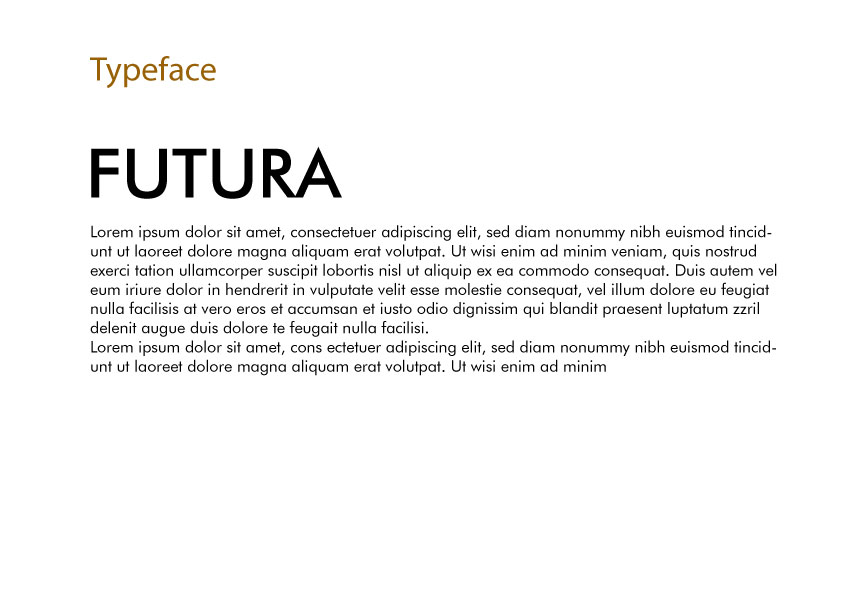 Typeface
FUTURA
Lorem ipsum dolor sit amet, consectetuer adipiscing elit, sed diam nonummy nibh euismod tincid-
unt ut laoreet dolore magna aliquam erat volutpat. Ut wisi enim ad minim veniam, quis nostrud
exerci tation ullamcorper suscipit lobortis nisl ut aliquip ex ea commodo consequat. Duis autem vel
eum iriure dolor in hendrerit in vulputate velit esse molestie consequat, vel illum dolore eu feugiat
nulla facilisis at vero eros et accumsan et iusto odio dignissim qui blandit praesent luptatum zzril
delenit augue duis dolore te feugait nulla facilisi.
Lorem ipsum dolor sit amet, cons ectetuer adipiscing elit, sed diam nonummy nibh euismod tincid-
unt ut laoreet dolore magna aliquam erat volutpat. Ut wisi enim ad minim